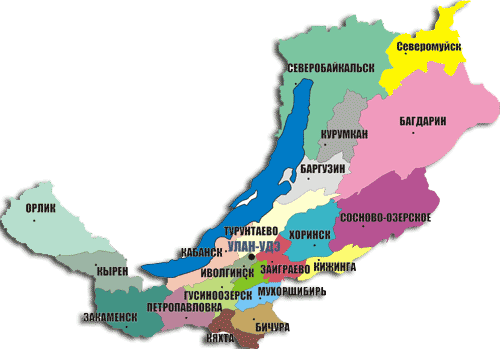 Северомуйск
СЕВЕРОБАЙКАЛЬСК
БАГДАРИН
КУРУМКАН
БАРГУЗИН
ОРЛИК
СОСНОВО-ОЗЕРСКОЕ
ТУРУНТАЕВО
ХОРИНСК
УЛАН-УДЭ
КАБАНСК
КЫРЕН
ИВОЛГИНСК
ЗАИГРАЕВО
КИЖИНГА
ГУСИНООЗЕРСК
МУХОРШИБИРЬ
ПЕТРОПАВЛОВКА
ЗАКАМЕНСК
БИЧУРА
КЯХТА